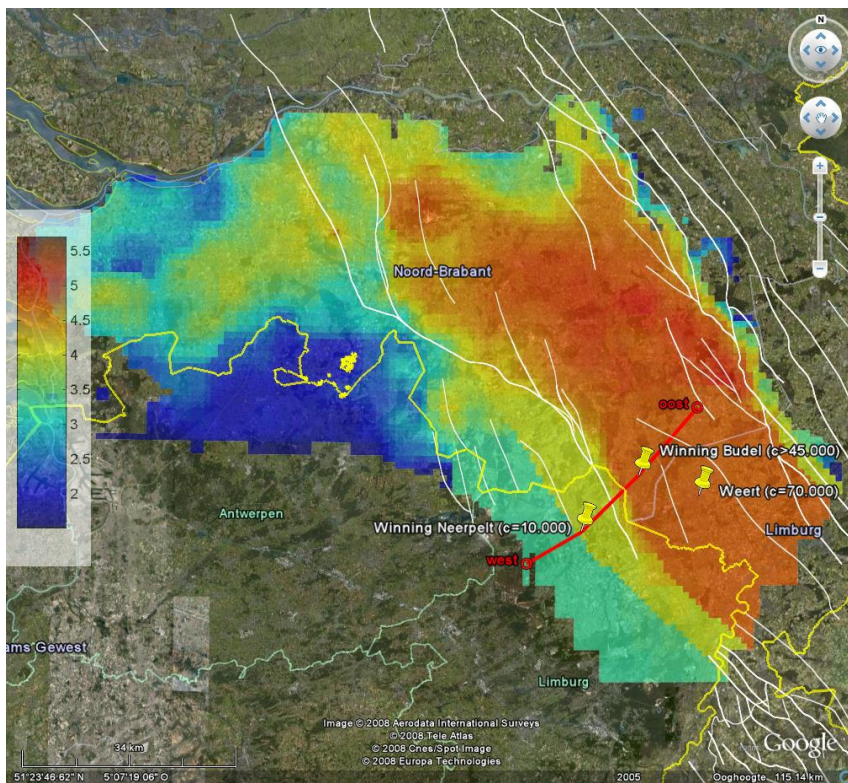 N
5.5
5
4.5
4
3.5
3
2.5
2
Noord-Brabant
oost
Winning Budel (c>45.000)
Weert (c=70.000)
Antwerpen
Winning Neerpelt (c=10.000)
Limburg
west
ams Gewest
Limburg
Image © 2008 Aerodata International Surveys
© 2008 Tele Atlas
© 2008 Cnes/Spot Image
© 2008 Europa Technologies
34 km
Google
51°23'46.62" N 5°07'19.06" O
2005
Ooghoogte 115.14 km